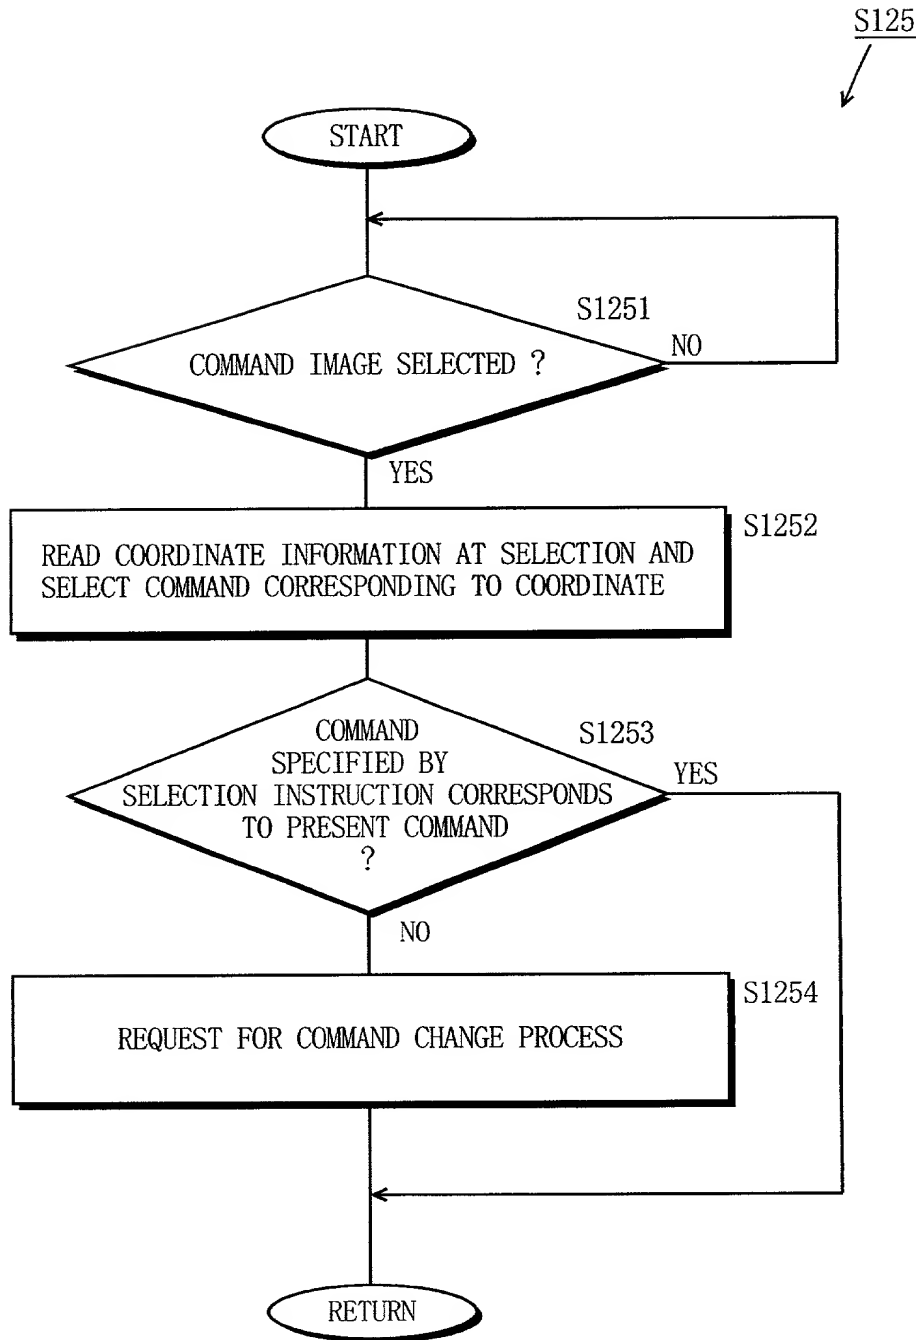 S125
START
S1251
NO
COMMAND IMAGE SELECTED ?
YES
S1252
READ COORDINATE INFORMATION AT SELECTION AND
SELECT COMMAND CORRESPONDING TO COORDINATE
COMMAND
S1253
SPECIFIED BY
YES
SELECTION INSTRUCTION CORRESPONDS
TO PRESENT COMMAND
?
NO
S1254
REQUEST FOR COMMAND CHANGE PROCESS
RETURN